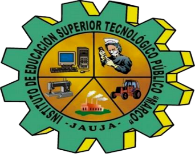 INSTITUTO DE EDUCACIÓN SUPERIOR TECNOLÓGICO PÚBLICO "MARCO"
- JAUJA -